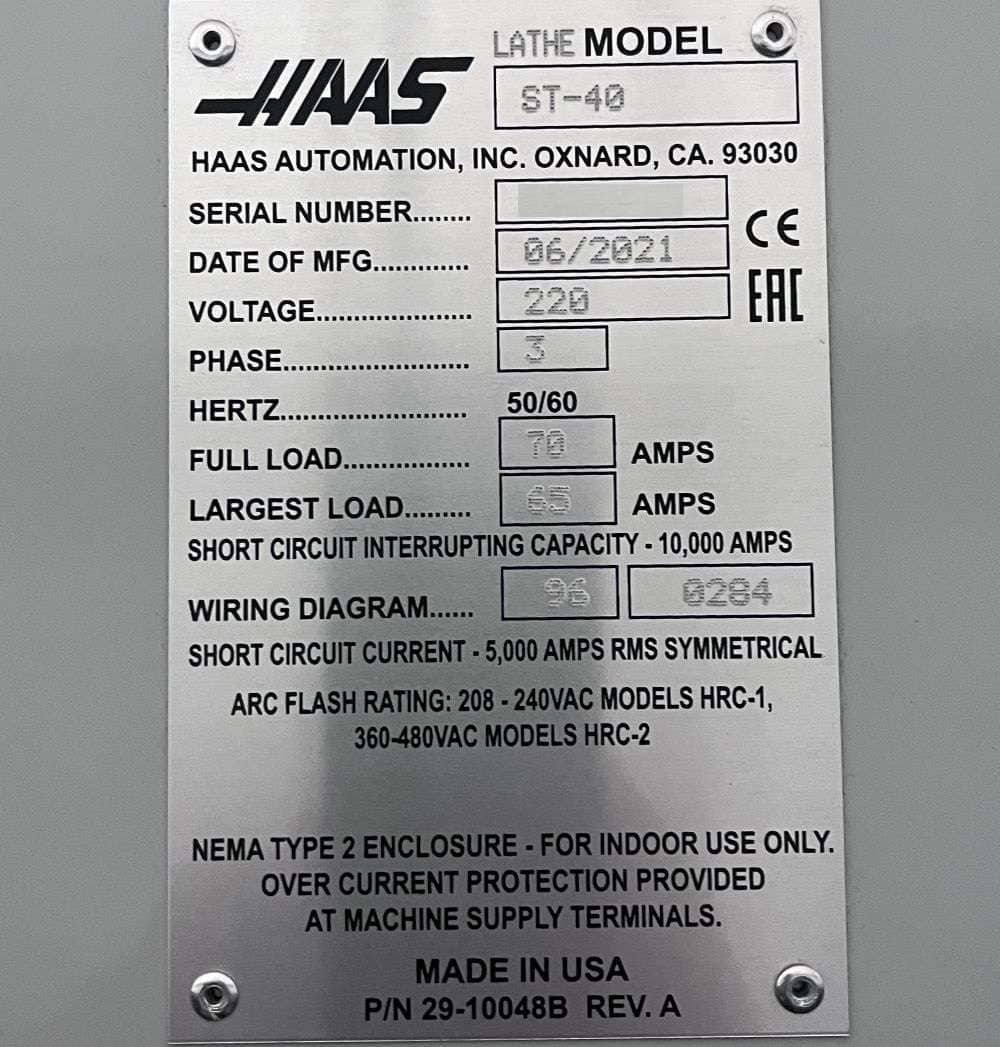 LATHE MODEL
HAAS
ST-40
HAAS AUTOMATION, INC. OXNARD, CA. 93030
SERIAL NUMBER........
DATE OF MFG............. 06/2021
CE
VOLTAGE..................... 220
EAC
PHASE......................... 3
HERTZ......................... 50/60
FULL LOAD................. 70 AMPS
LARGEST LOAD......... 65 AMPS
SHORT CIRCUIT INTERRUPTING CAPACITY - 10,000 AMPS
WIRING DIAGRAM...... 96 0284
SHORT CIRCUIT CURRENT - 5,000 AMPS RMS SYMMETRICAL
ARC FLASH RATING: 208 - 240VAC MODELS HRC-1,
360-480VAC MODELS HRC-2
NEMA TYPE 2 ENCLOSURE - FOR INDOOR USE ONLY.
OVER CURRENT PROTECTION PROVIDED
AT MACHINE SUPPLY TERMINALS.
MADE IN USA
P/N 29-10048B REV. A